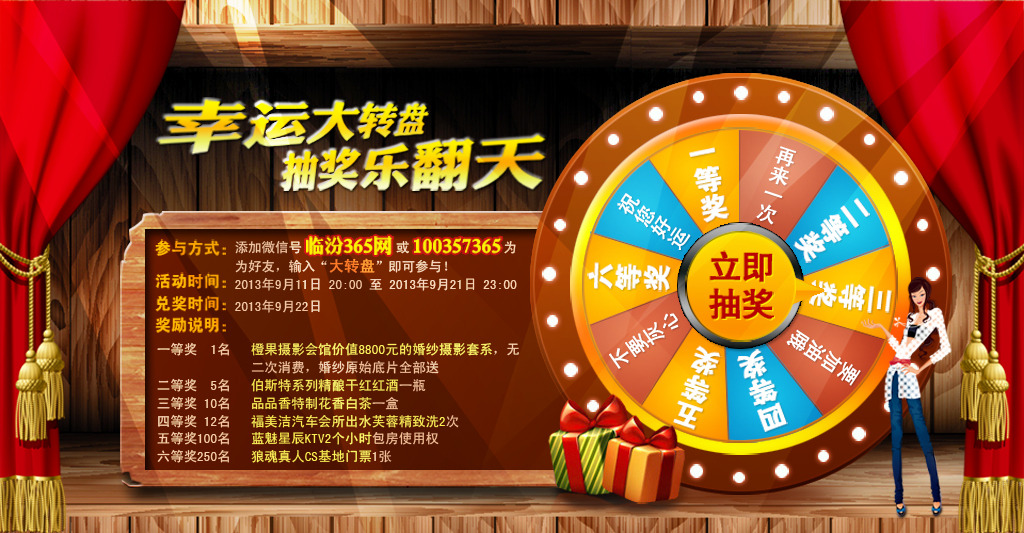 幸运大转盘
抽奖乐翻天
参与方式：添加微信号 临汾365网 或 100357365 为
为好友，输入“大转盘”即可参与！
活动时间：2013年9月11日 20:00 至 2013年9月21日 23:00
兑奖时间：2013年9月22日
奖励说明：
一等奖 1名 橙果摄影会馆价值8800元的婚纱摄影套系，无
二次消费，婚纱原始底片全部送
二等奖 5名 伯斯特系列精酿干红红酒一瓶
三等奖 10名 品品香特制花香白茶一盒
四等奖 12名 福美洁汽车会所出水芙蓉精致洗2次
五等奖100名 蓝魅星辰KTV2个小时包房使用权
六等奖250名 狼魂真人CS基地门票1张
一等奖
再来一次
二等奖
三等奖
要加油哦
四等奖
五等奖
不要灰心
六等奖
祝您好运
立即
抽奖